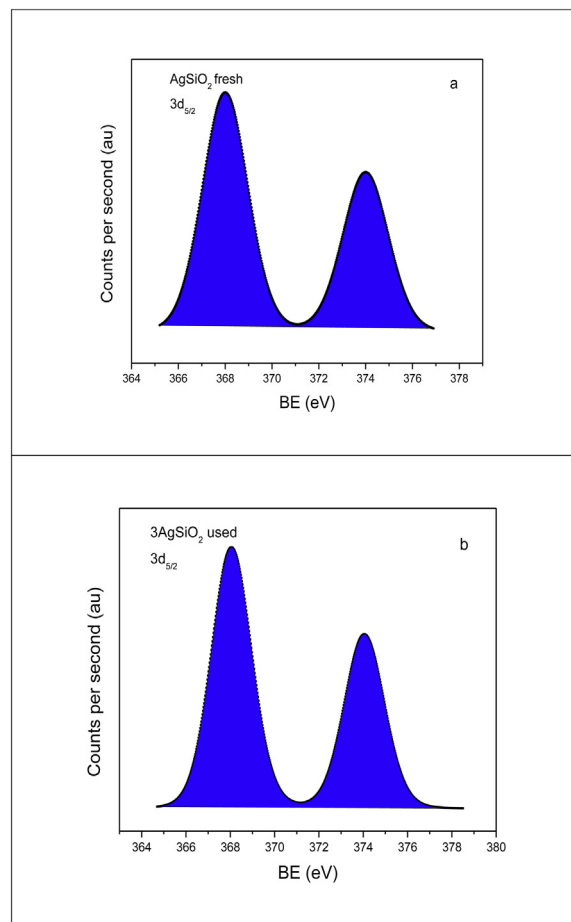 AgSiO2 fresh
a
3d5/2
Counts per second (au)
364 366 368 370 372 374 376 378
BE (eV)
3AgSiO2 used
b
3d5/2
Counts per second (au)
364 366 368 370 372 374 376 378 380
BE (eV)